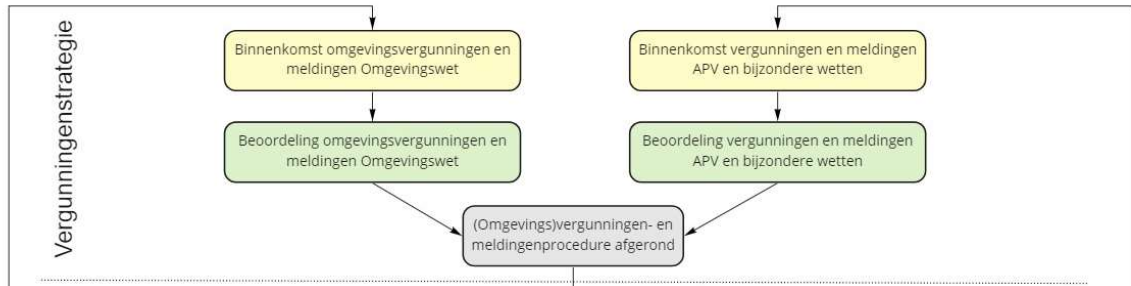 Vergunningenstrategie
Binnenkomst omgevingsvergunningen en
meldingen Omgevingswet
Binnenkomst vergunningen en meldingen
APV en bijzondere wetten
Beoordeling omgevingsvergunningen en
meldingen Omgevingswet
Beoordeling vergunningen en meldingen
APV en bijzondere wetten
(Omgevings)vergunningen- en
meldingenprocedure afgerond